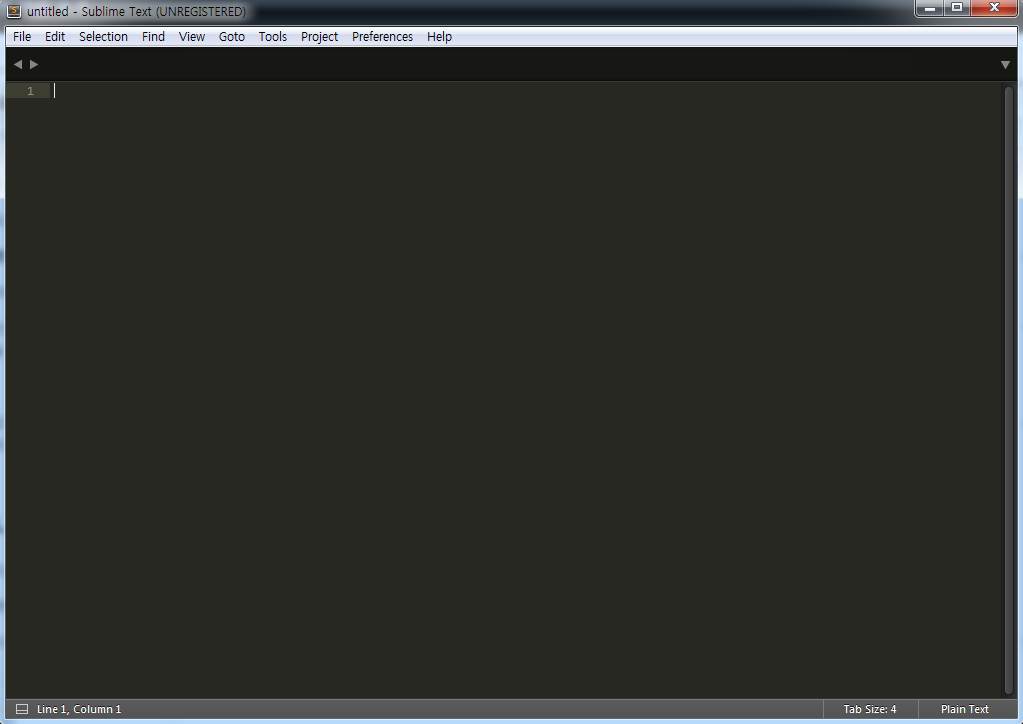 untitled - Sublime Text (UNREGISTERED)
File Edit Selection Find View Goto Tools Project Preferences Help
1
Line 1, Column 1 Tab Size: 4 Plain Text